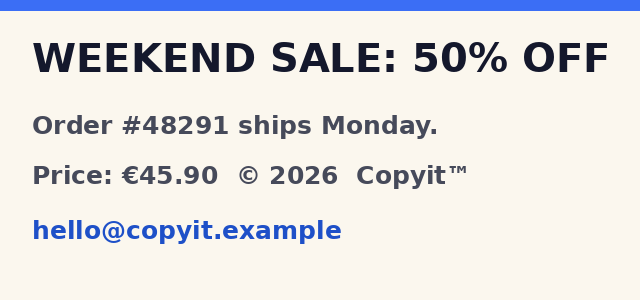 WEEKEND SALE: 50% OFF
Order #48291 ships Monday.
Price: €45.90  © 2026  Copyit™
hello@copyit.example